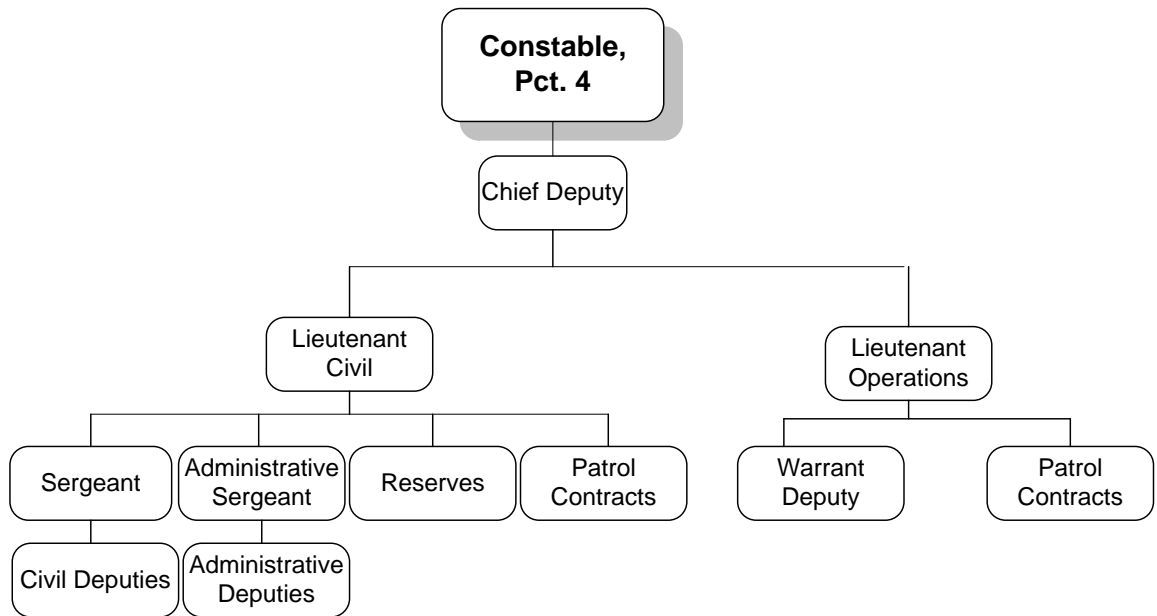 Constable,
Pct. 4
Chief Deputy
Lieutenant
Civil
Lieutenant
Operations
Sergeant
Administrative
Sergeant
Reserves
Patrol
Contracts
Warrant
Deputy
Patrol
Contracts
Civil Deputies
Administrative
Deputies